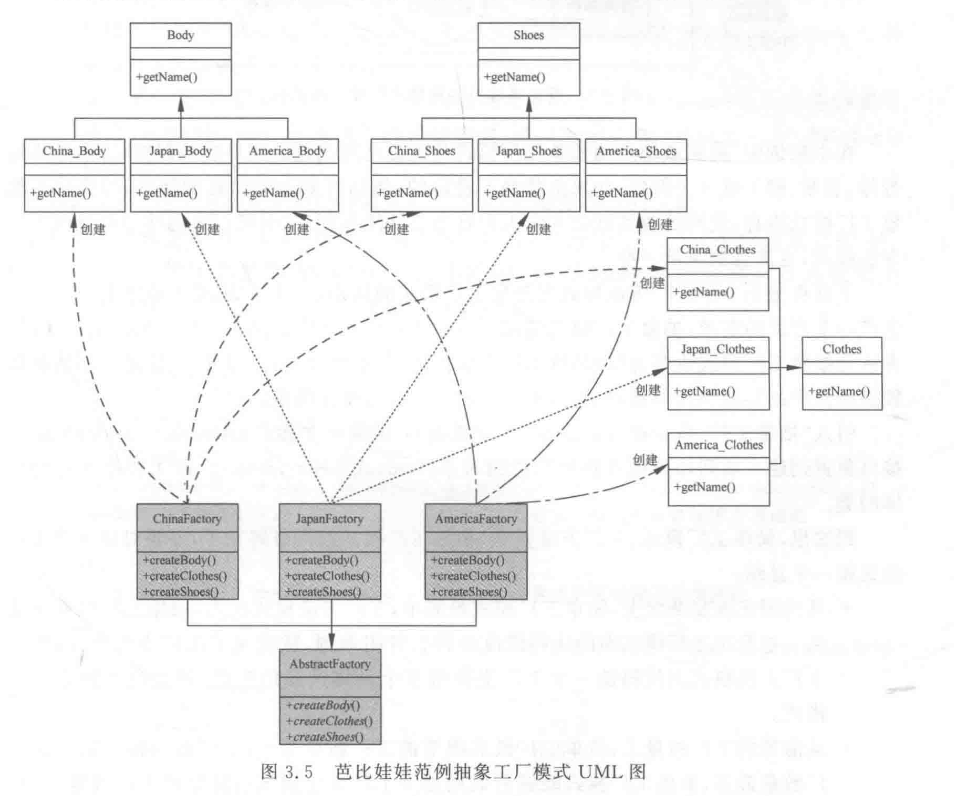 Body
+getName()
Shoes
+getName()
China_Body
+getName()
Japan_Body
+getName()
America_Body
+getName()
China_Shoes
+getName()
Japan_Shoes
+getName()
America_Shoes
+getName()
创建
创建
创建
创建
创建
创建
China_Clothes
+getName()
创建
Japan_Clothes
+getName()
创建
Clothes
+getName()
America_Clothes
+getName()
创建
ChinaFactory
+createBody()
+createClothes()
+createShoes()
JapanFactory
+createBody()
+createClothes()
+createShoes()
AmericaFactory
+createBody()
+createClothes()
+createShoes()
AbstractFactory
+createBody()
+createClothes()
+createShoes()
图 3.5 芭比娃娃范例抽象工厂模式 UML 图